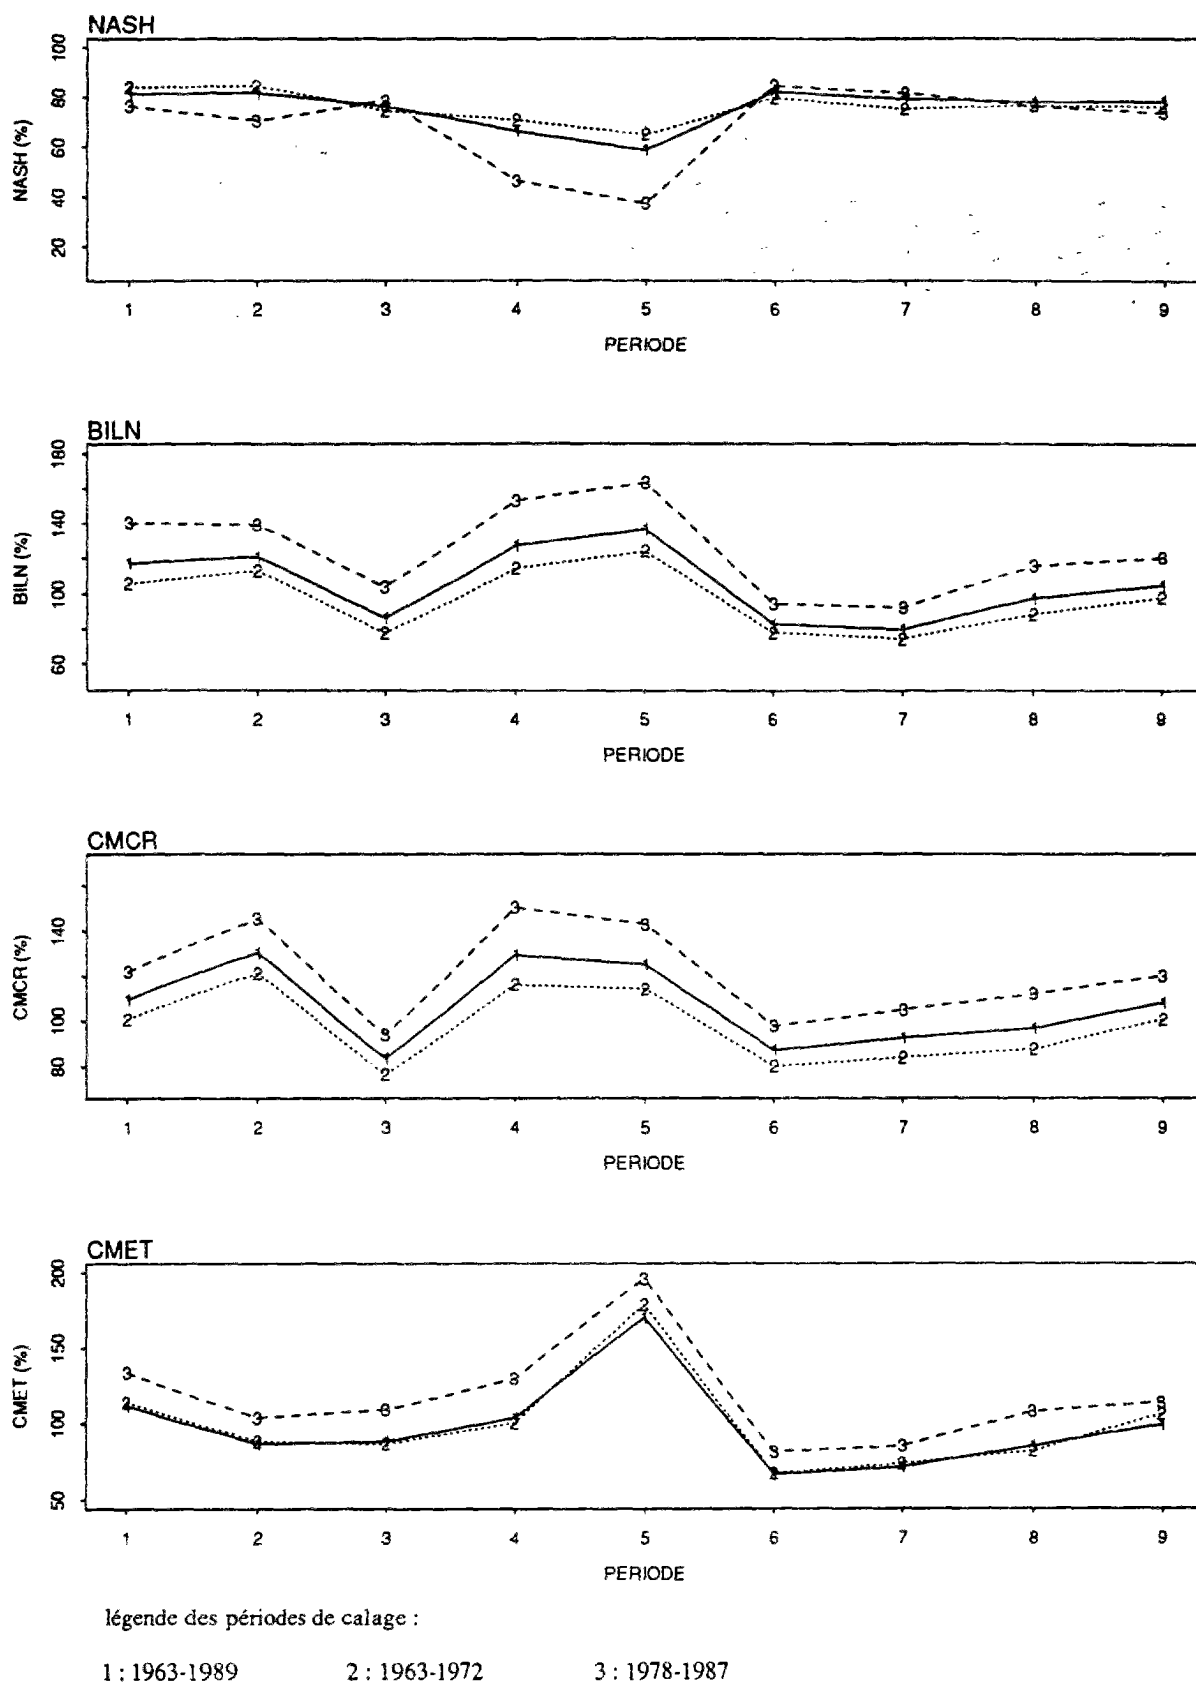 NASH
NASH (%)
100
80
60
40
20
1 2 3 4 5 6 7 8 9
PERIODE
BILN
BILN (%)
180
140
100
60
1 2 3 4 5 6 7 8 9
PERIODE
CMCR
CMCR (%)
140
100
80
1 2 3 4 5 6 7 8 9
PERIODE
CMET
CMET (%)
200
150
100
50
1 2 3 4 5 6 7 8 9
PERIODE
légende des périodes de calage :
1 : 1963-1989 2 : 1963-1972 3 : 1978-1987